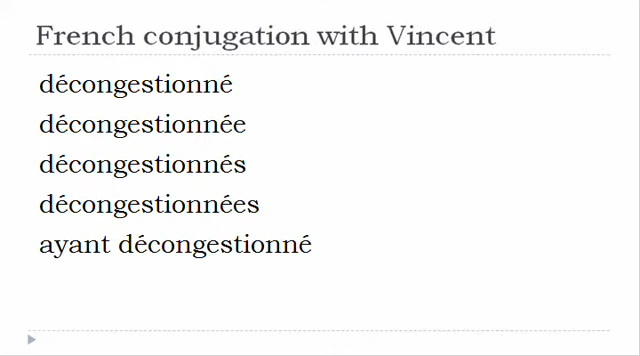 French conjugation with Vincent
décongestionné
décongestionnée
décongestionnés
décongestionnées
ayant décongestionné